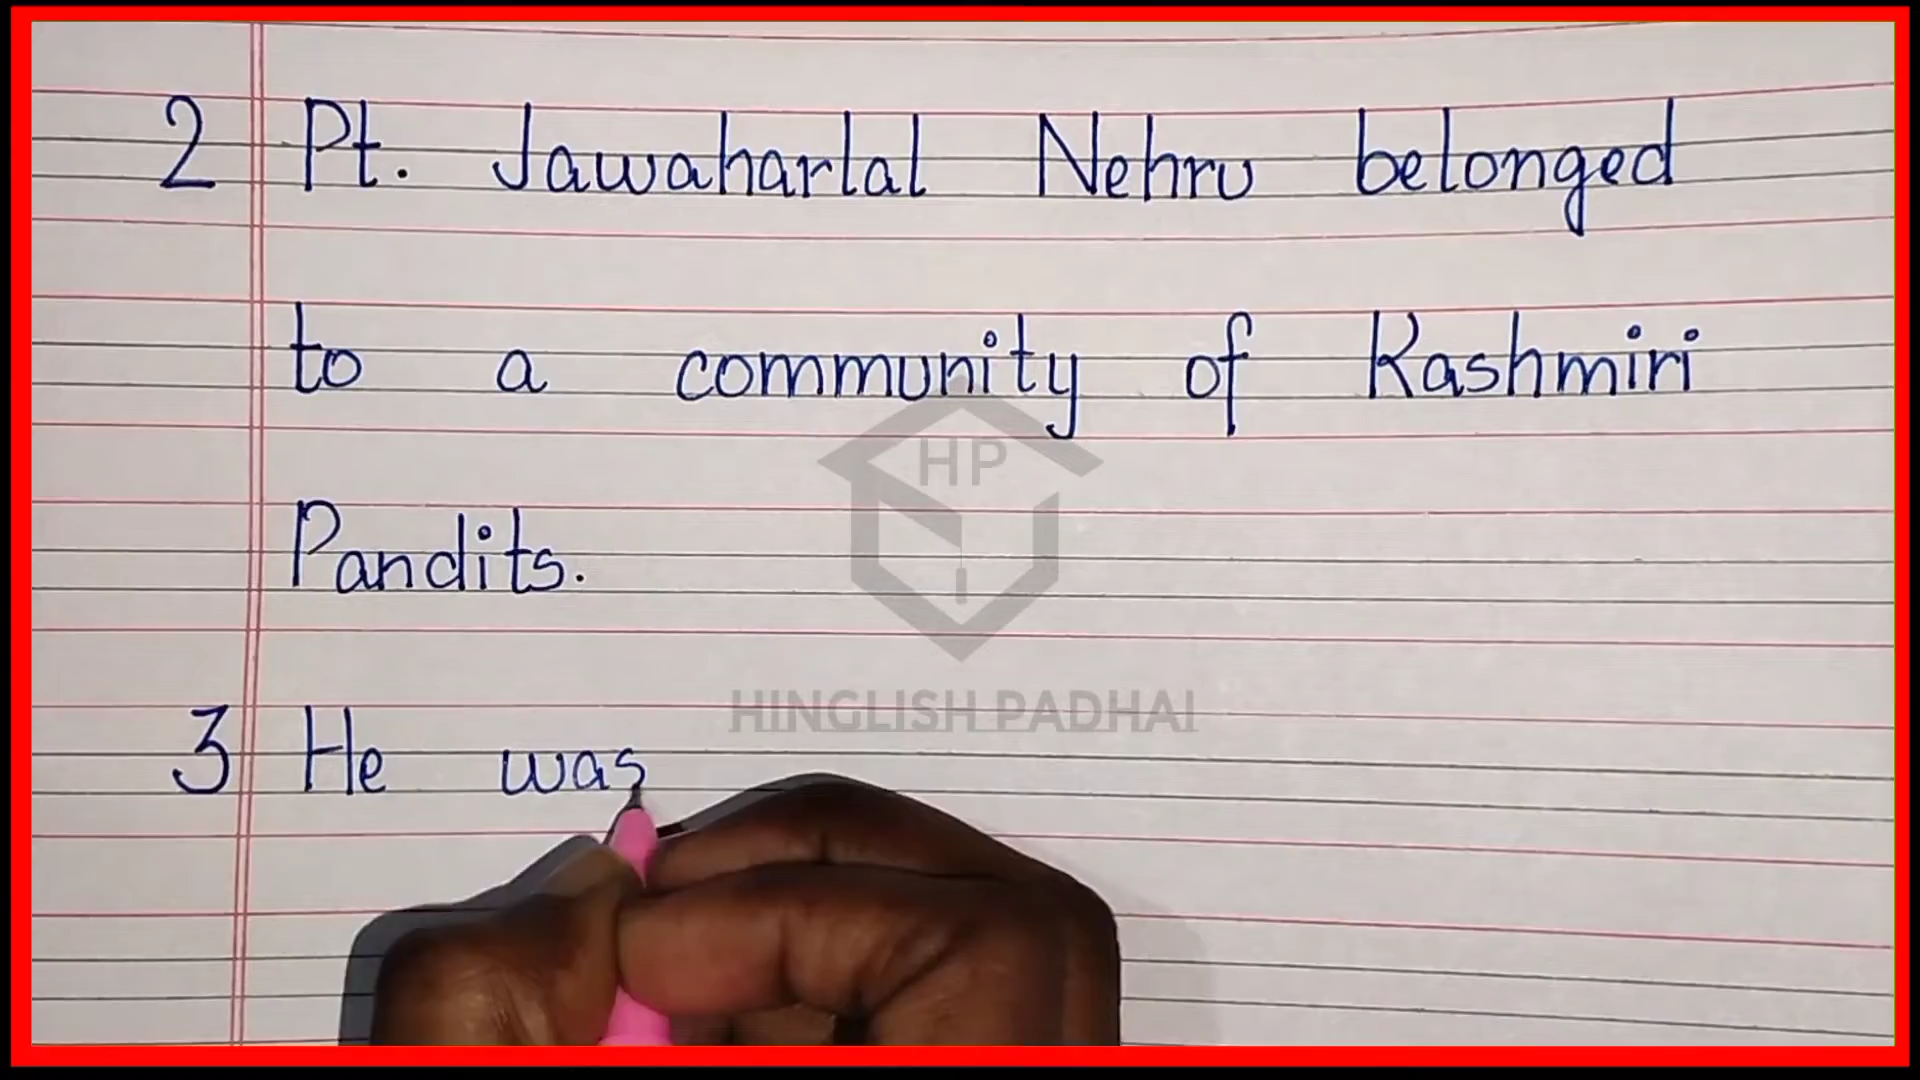 2 Pt. Jawaharlal Nehru belonged
to a community of Kashmiri
Pandits.
HP
HINGLISH PADHAI
3 He was